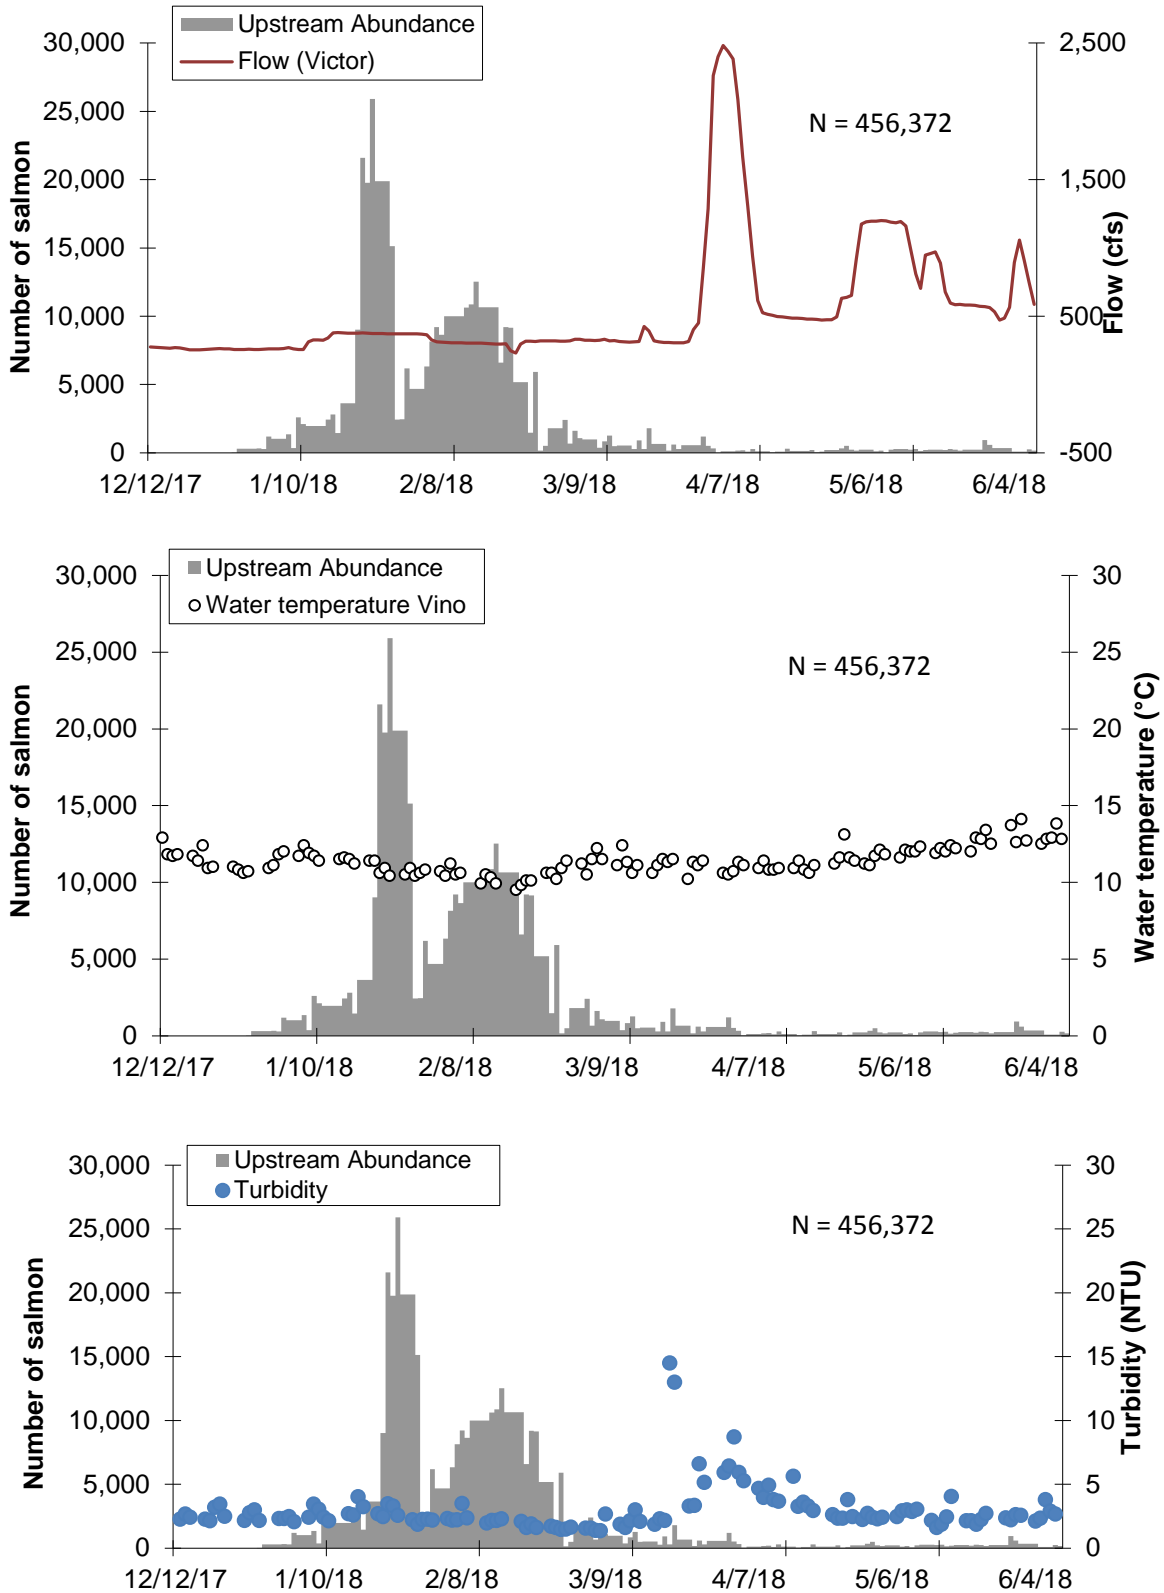 Upstream Abundance
Flow (Victor)
30,000
25,000
20,000
15,000
10,000
5,000
0
Number of salmon
N = 456,372
2,500
1,500
500
-500
Flow (cfs)
12/12/17 1/10/18 2/8/18 3/9/18 4/7/18 5/6/18 6/4/18
Upstream Abundance
Water temperature Vino
30,000
25,000
20,000
15,000
10,000
5,000
0
Number of salmon
N = 456,372
30
25
20
15
10
5
0
Water temperature (°C)
12/12/17 1/10/18 2/8/18 3/9/18 4/7/18 5/6/18 6/4/18
Upstream Abundance
Turbidity
30,000
25,000
20,000
15,000
10,000
5,000
0
Number of salmon
N = 456,372
30
25
20
15
10
5
0
Turbidity (NTU)
12/12/17 1/10/18 2/8/18 3/9/18 4/7/18 5/6/18 6/4/18